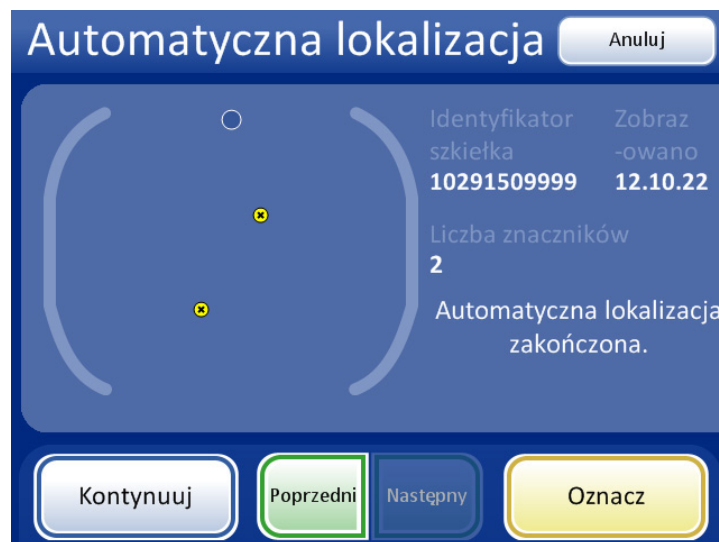 Automatyczna lokalizacja
Anuluj
Identyfikator
szkiełka
10291509999
Zobraz
-owano
12.10.22
Liczba znaczników
2
Automatyczna lokalizacja
zakończona.
Kontynuuj
Poprzedni
Następny
Oznacz